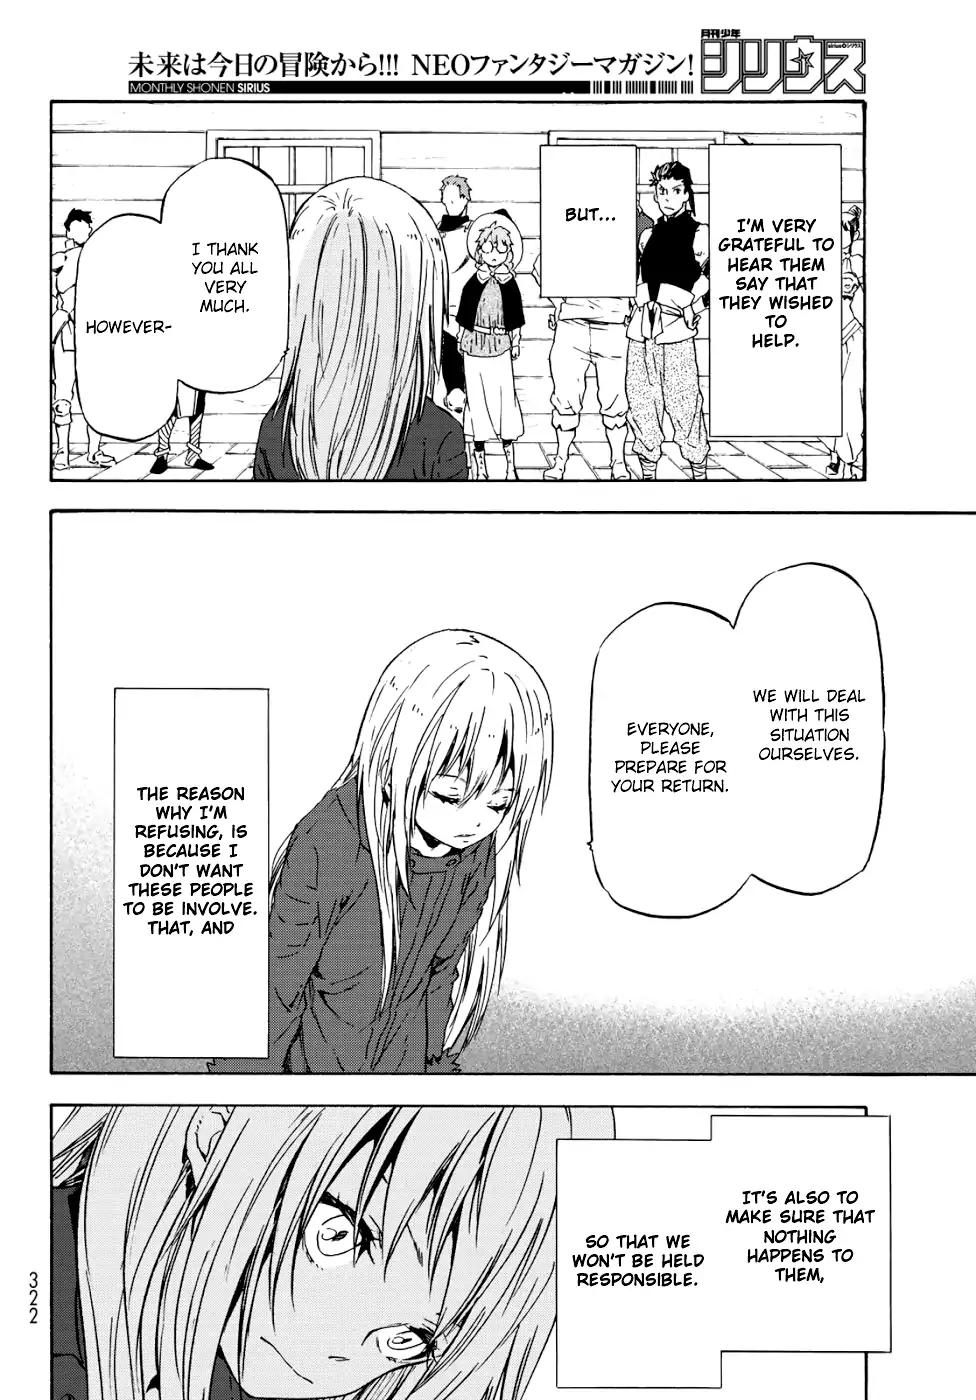 未来は今日の冒険から!!! NEOファンタジーマガジン!
月刊少年
シリウス
MONTHLY SHONEN SIRIUS
I'M VERY
GRATEFUL TO
HEAR THEM
SAY THAT
THEY WISHED
TO
HELP.
BUT...
I THANK
YOU ALL
VERY
MUCH.
HOWEVER-
WE WILL DEAL
WITH THIS
SITUATION
OURSELVES.
EVERYONE,
PLEASE
PREPARE FOR
YOUR RETURN.
THE REASON
WHY I'M
REFUSING, IS
BECAUSE I
DON'T WANT
THESE PEOPLE
TO BE INVOLVE.
THAT, AND
IT'S ALSO TO
MAKE SURE THAT
NOTHING
HAPPENS TO
THEM,
SO THAT WE
WON'T BE HELD
RESPONSIBLE.
322